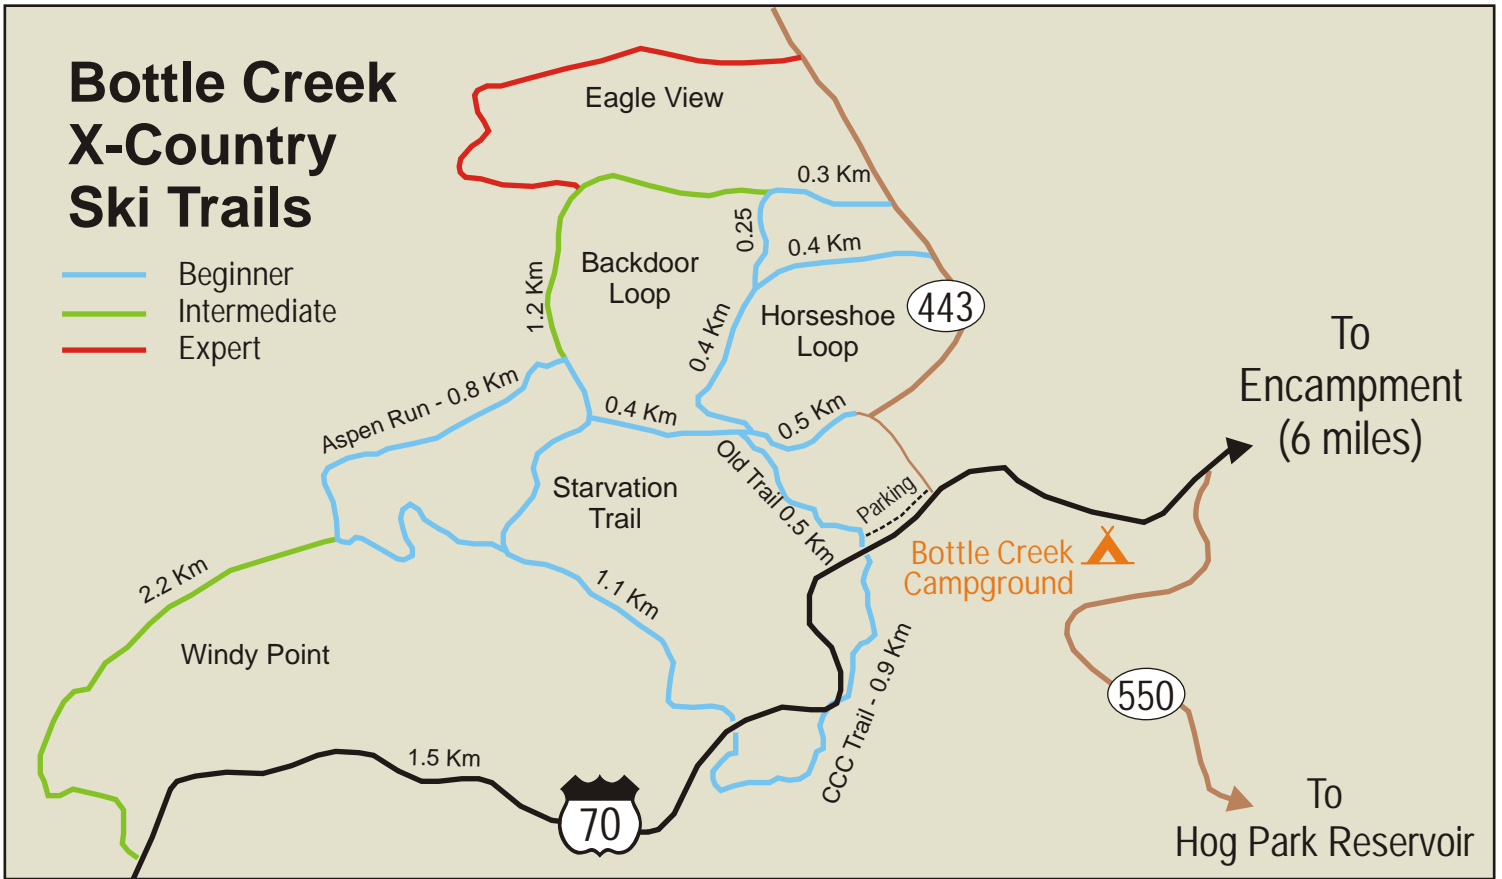 Bottle Creek
X-Country
Ski Trails
Beginner
Intermediate
Expert
Eagle View
0.3 Km
0.25
0.4 Km
Backdoor
Loop
1.2 Km
Horseshoe
Loop
443
0.4 Km
To
Encampment
(6 miles)
Aspen Run - 0.8 Km
0.4 Km
0.5 Km
Old Trail 0.5 Km
Parking
Starvation
Trail
Bottle Creek
Campground
2.2 Km
1.1 Km
Windy Point
CCC Trail - 0.9 Km
550
1.5 Km
70
To
Hog Park Reservoir